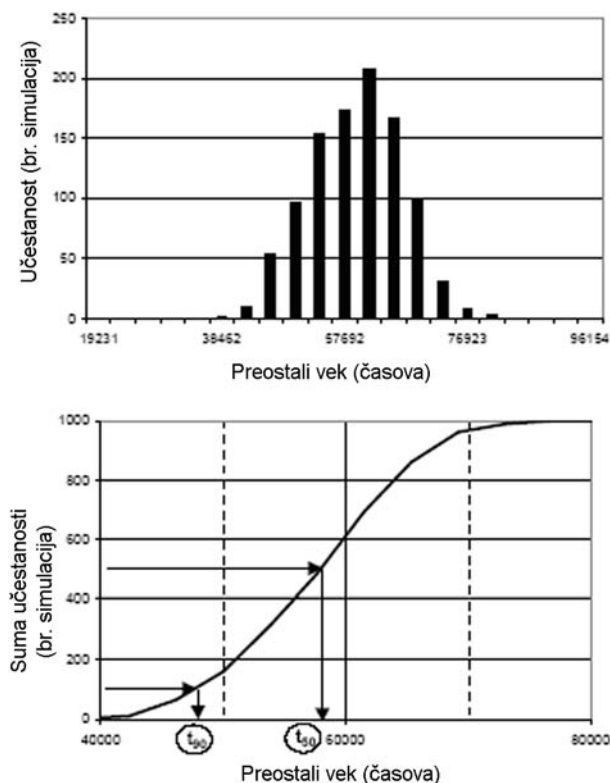 250
200
150
100
50
0
Učestanost (br. simulacija)
19231 38462 57692 76923 96154
Preostali vek (časova)
1000
800
600
400
200
0
Suma učestanosti
(br. simulacija)
t90 t50
40000 60000 80000
Preostali vek (časova)